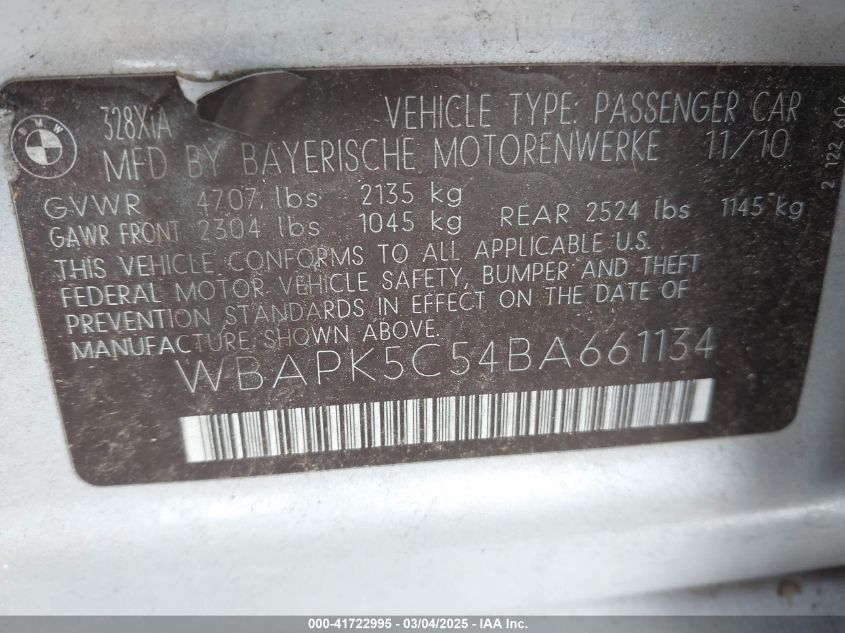 BMW
328XiA VEHICLE TYPE: PASSENGER CAR
MFD BY BAYERISCHE MOTORENWERKE 11/10
GVWR 4707 lbs 2135 kg
GAWR FRONT 2304 lbs 1045 kg REAR 2524 lbs 1145 kg
THIS VEHICLE CONFORMS TO ALL APPLICABLE U.S.
FEDERAL MOTOR VEHICLE SAFETY, BUMPER AND THEFT
PREVENTION STANDARDS IN EFFECT ON THE DATE OF
MANUFACTURE SHOWN ABOVE.
WBAPK5C54BA661134
2 122
000-41722995 - 03/04/2025 - IAA Inc.